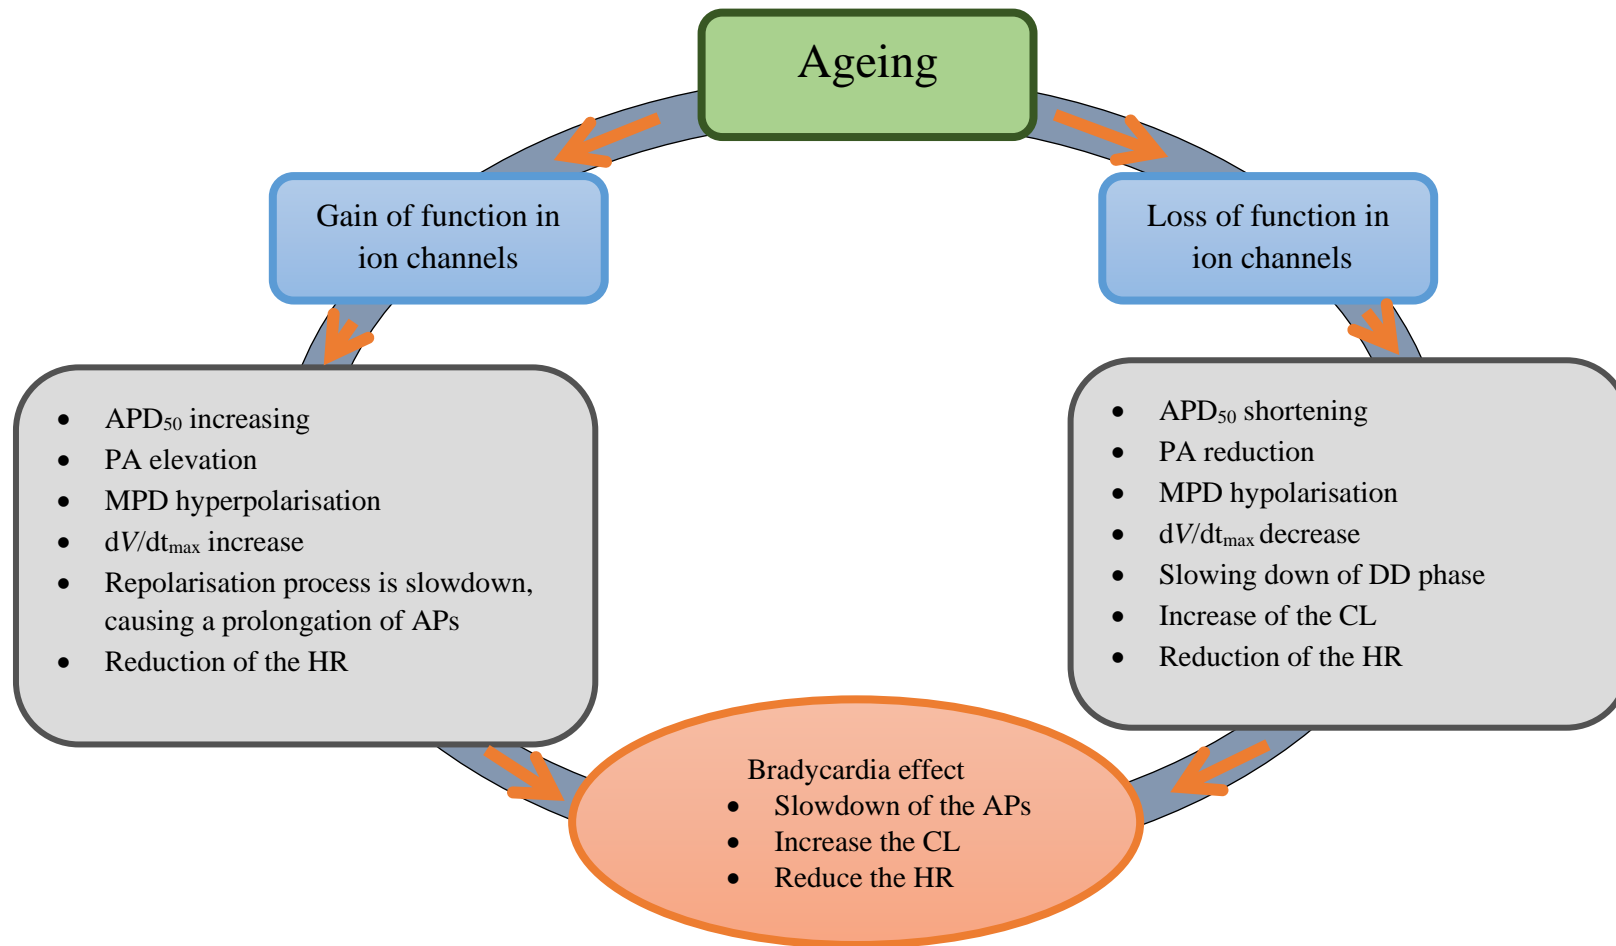 Ageing
Gain of function in
ion channels
Loss of function in
ion channels
• APD₅₀ increasing
• PA elevation
• MPD hyperpolarisation
• dV/dtₘₐₓ increase
• Repolarisation process is slowdown,
causing a prolongation of APs
• Reduction of the HR
• APD₅₀ shortening
• PA reduction
• MPD hypolarisation
• dV/dtₘₐₓ decrease
• Slowing down of DD phase
• Increase of the CL
• Reduction of the HR
Bradycardia effect
• Slowdown of the APs
• Increase the CL
• Reduce the HR